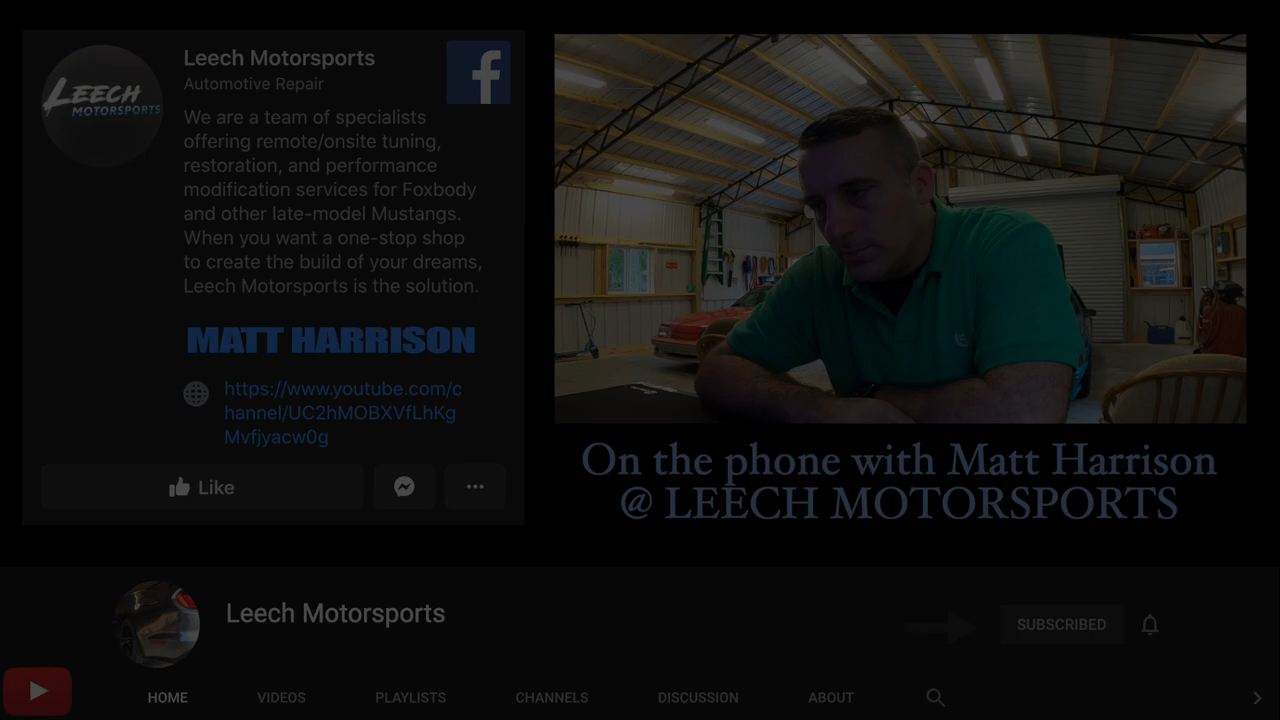 Leech Motorsports
Automotive Repair
LEECH
MOTORSPORTS
We are a team of specialists
offering remote/onsite tuning,
restoration, and performance
modification services for Foxbody
and other late-model Mustangs.
When you want a one-stop shop
to create the build of your dreams,
Leech Motorsports is the solution.
MATT HARRISON
https://www.youtube.com/c
hannel/UC2hMOBXVfLhKg
Mvfjyacw0g
Like
On the phone with Matt Harrison
@ LEECH MOTORSPORTS
Leech Motorsports
SUBSCRIBED
HOME VIDEOS PLAYLISTS CHANNELS DISCUSSION ABOUT